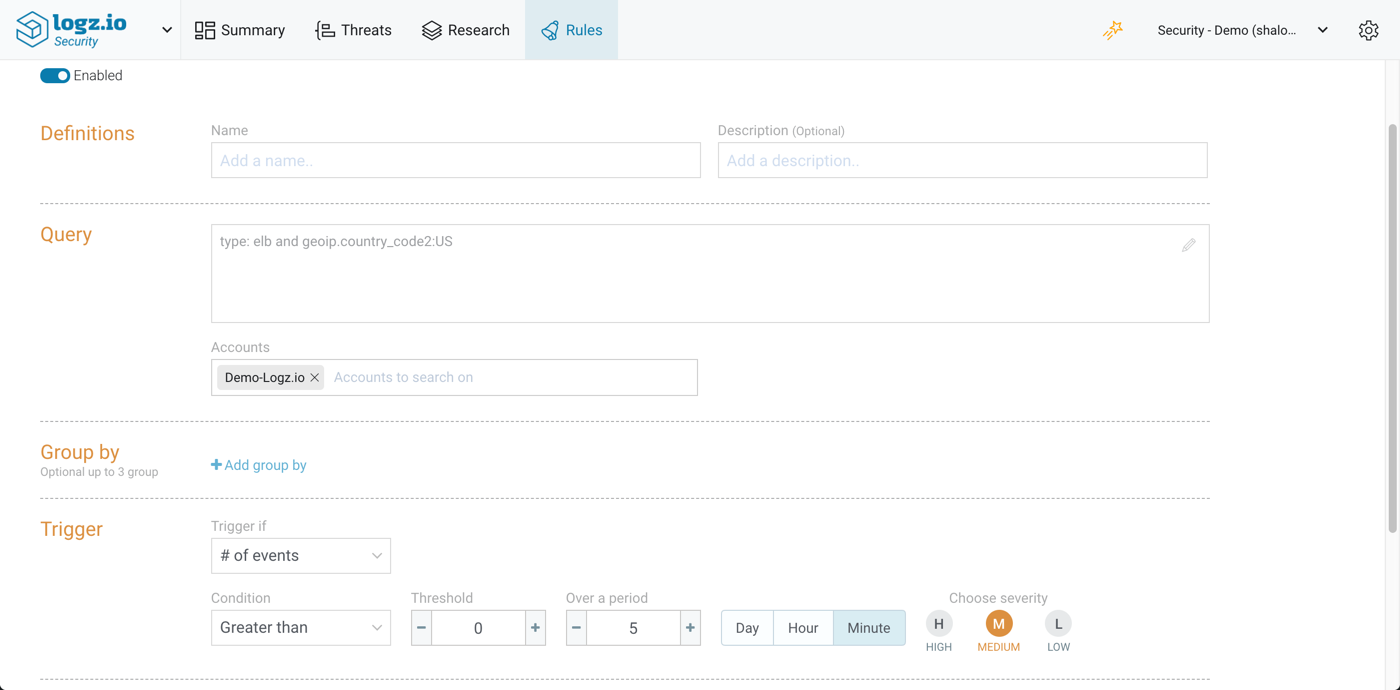 logz.io
Security
Summary
Threats
Research
Rules
Security - Demo (shalo...
Enabled
Definitions
Name
Description (Optional)
Add a name..
Add a description..
Query
type: elb and geoip.country_code2:US
Accounts
Demo-Logz.io
Accounts to search on
Group by
Optional up to 3 group
+ Add group by
Trigger
Trigger if
# of events
Condition
Threshold
Over a period
Choose severity
Greater than
− 0 +
− 5 +
Day
Hour
Minute
H
M
L
HIGH
MEDIUM
LOW